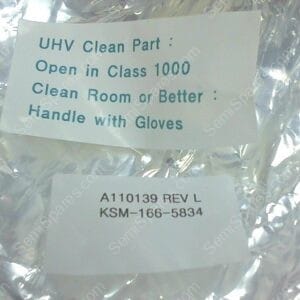 UHV Clean Part :
Open in Class 1000
Clean Room or Better :
Handle with Gloves
A110139 REV L
KSM-166-5834